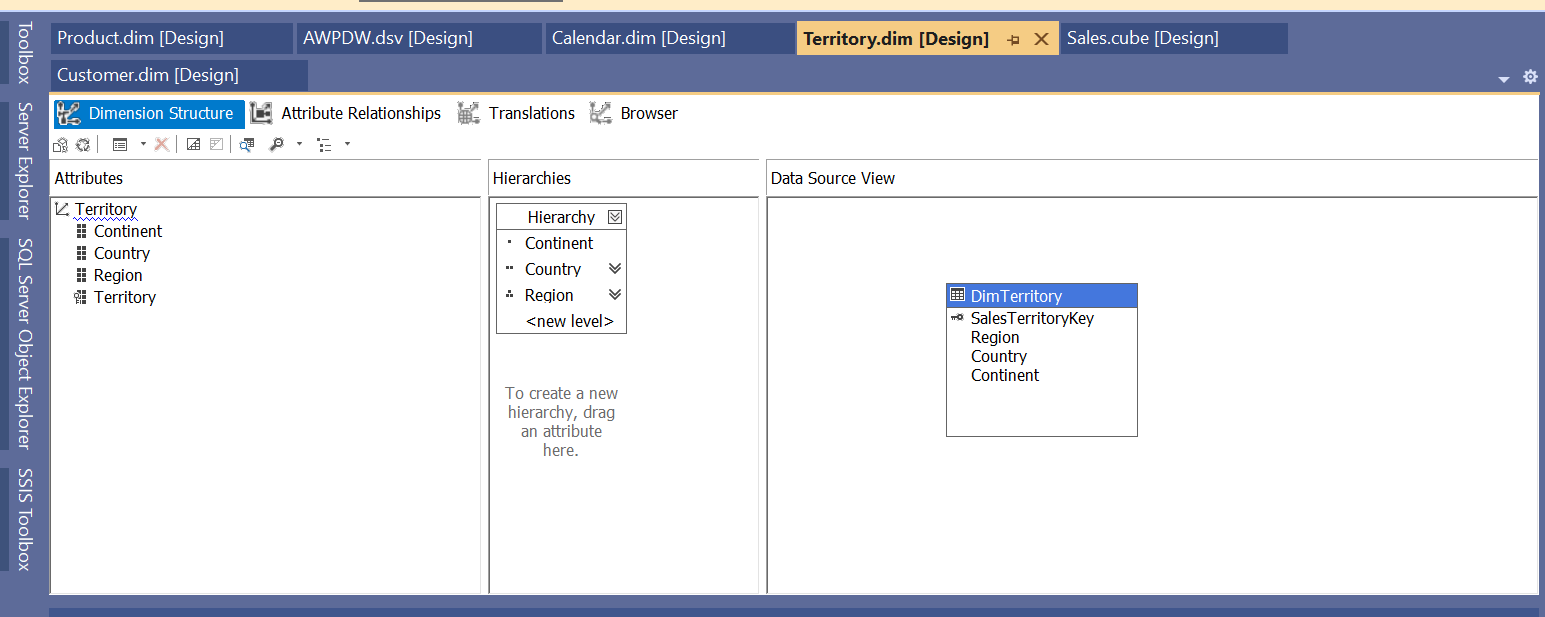 Product.dim [Design]
AWPDW.dsv [Design]
Calendar.dim [Design]
Territory.dim [Design]
Sales.cube [Design]
Customer.dim [Design]
Toolbox
Server Explorer
SQL Server Object Explorer
SSIS Toolbox
Dimension Structure
Attribute Relationships
Translations
Browser
Attributes
Territory
Continent
Country
Region
Territory
Hierarchies
Hierarchy
Continent
Country
Region
<new level>
To create a new
hierarchy, drag
an attribute
here.
Data Source View
DimTerritory
SalesTerritoryKey
Region
Country
Continent